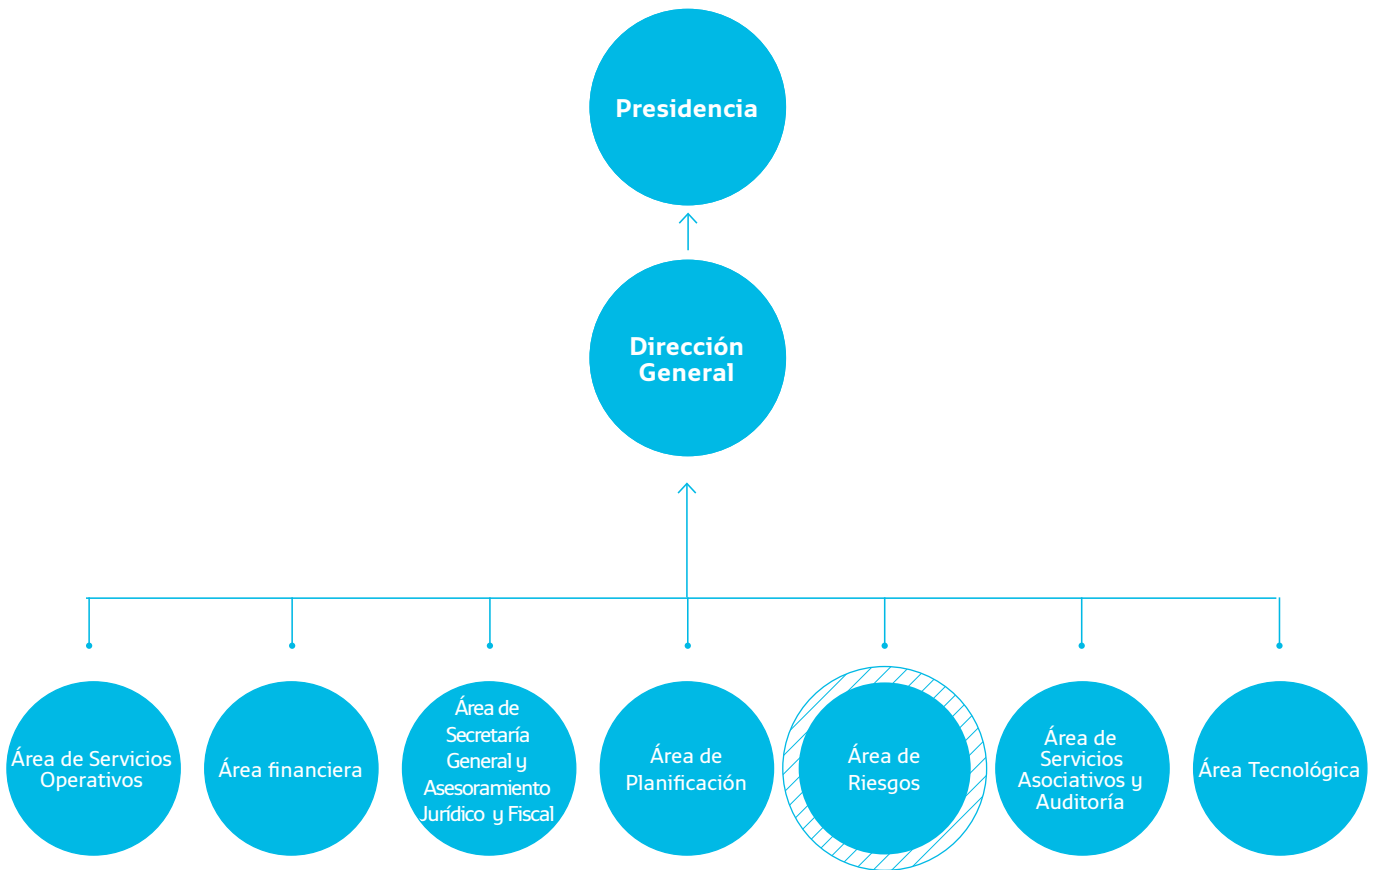 Presidencia
Dirección
General
Área de Servicios
Operativos
Área financiera
Área de
Secretaría
General y
Asesoramiento
Jurídico y Fiscal
Área de
Planificación
Área de
Riesgos
Área de
Servicios
Asociativos y
Auditoría
Área Tecnológica